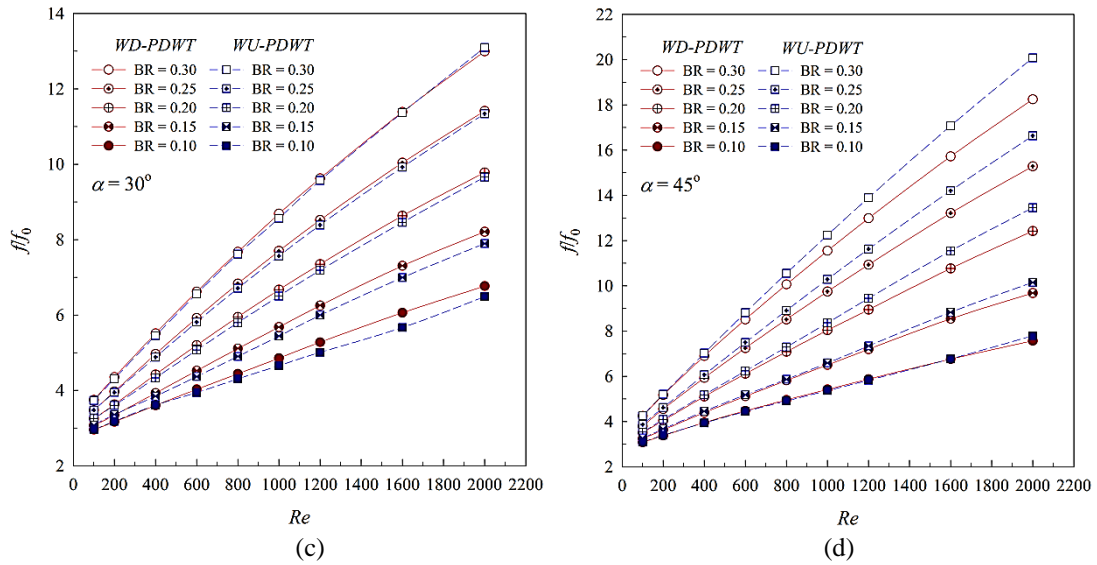 14
12
10
8
6
4
2
f/f0
WD-PDWT WU-PDWT
BR = 0.30 BR = 0.30
BR = 0.25 BR = 0.25
BR = 0.20 BR = 0.20
BR = 0.15 BR = 0.15
BR = 0.10 BR = 0.10
α = 30°
0 200 400 600 800 1000 1200 1400 1600 1800 2000 2200
Re
(c)
22
20
18
16
14
12
10
8
6
4
2
f/f0
WD-PDWT WU-PDWT
BR = 0.30 BR = 0.30
BR = 0.25 BR = 0.25
BR = 0.20 BR = 0.20
BR = 0.15 BR = 0.15
BR = 0.10 BR = 0.10
α = 45°
0 200 400 600 800 1000 1200 1400 1600 1800 2000 2200
Re
(d)